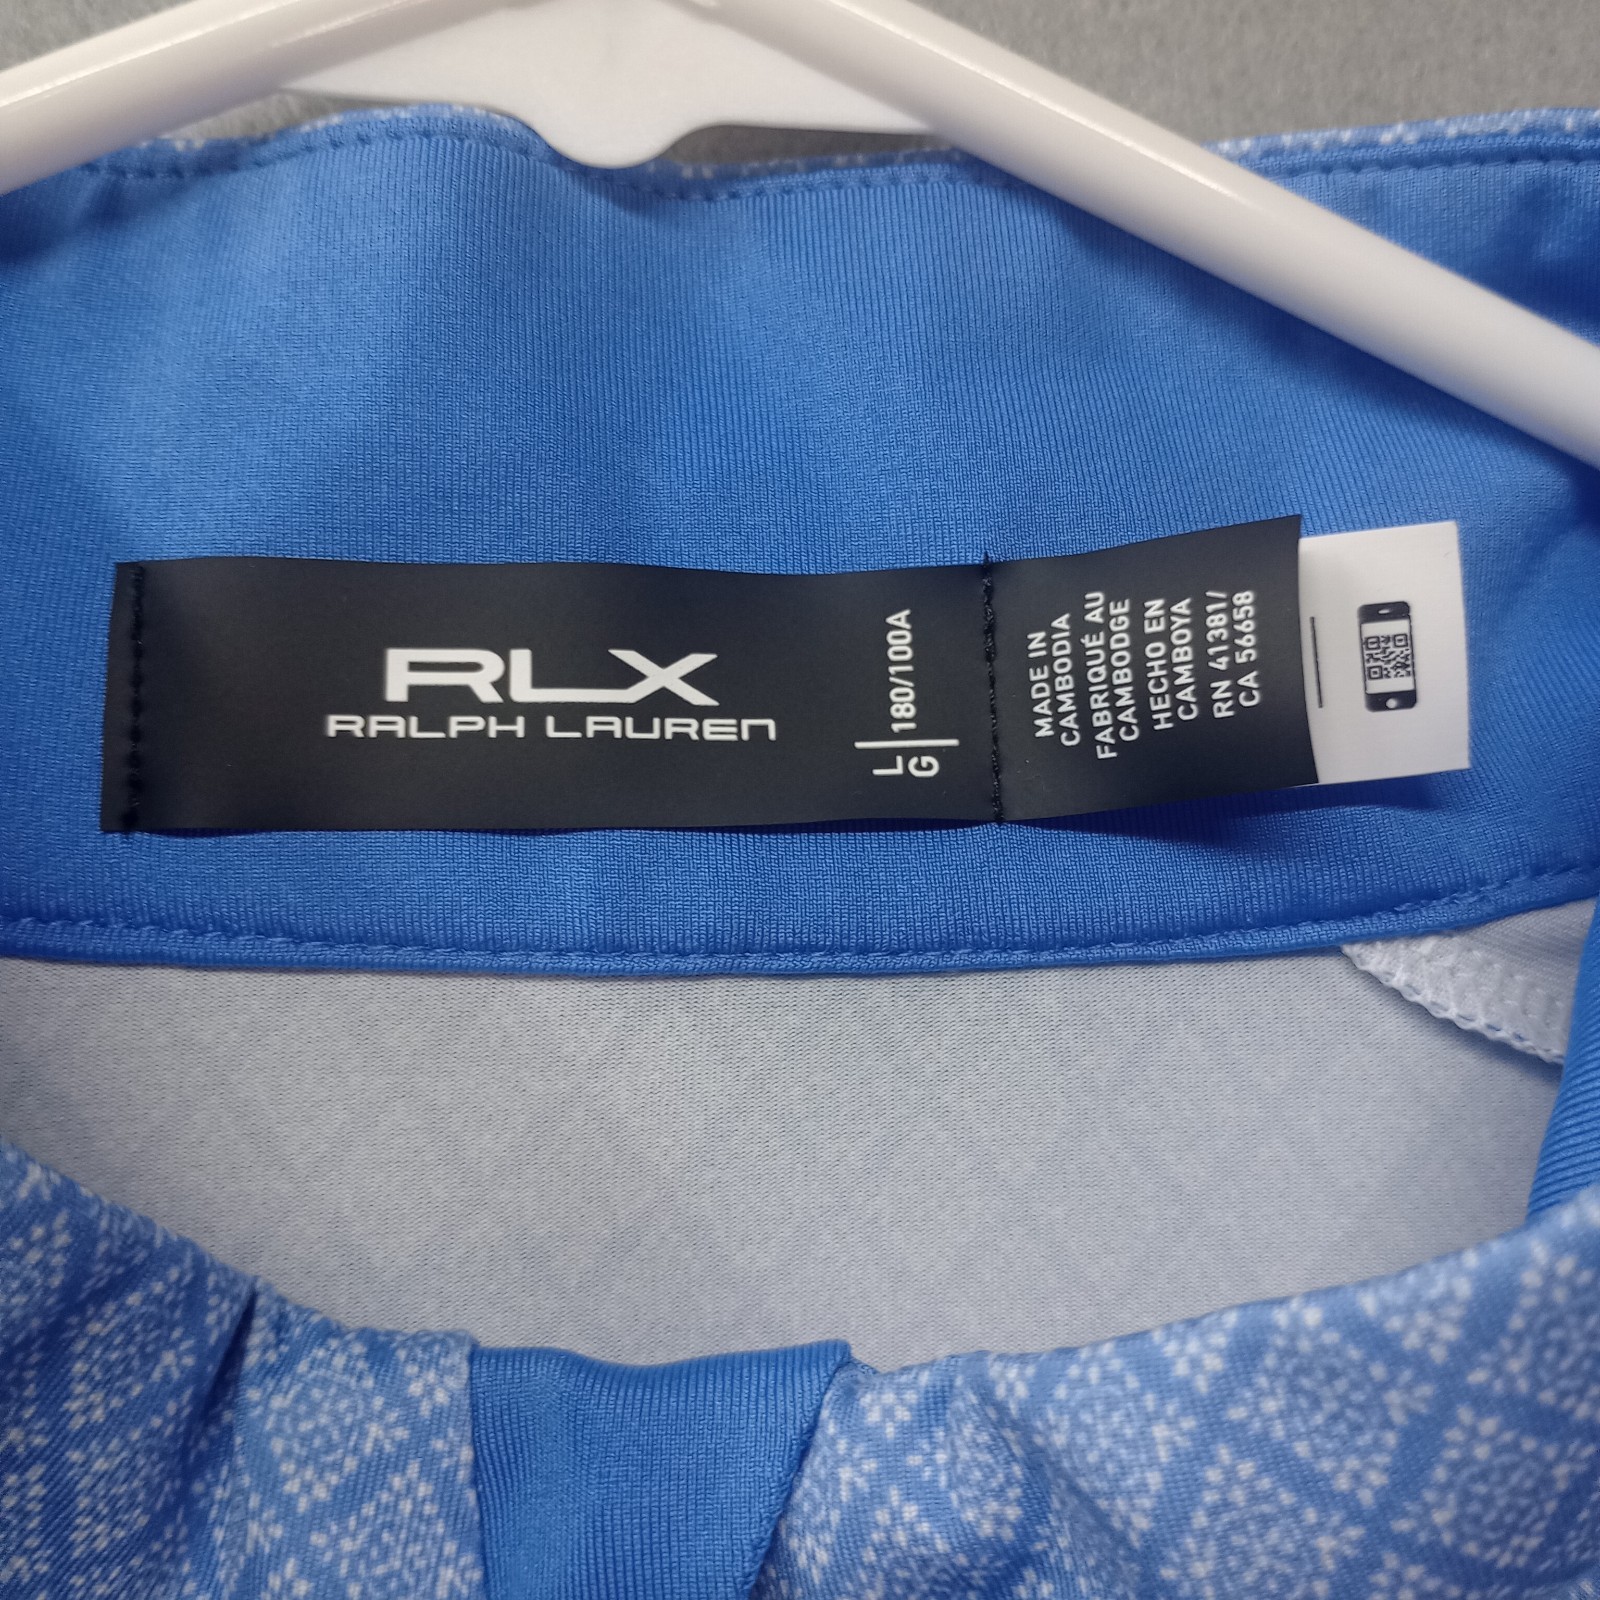 RLX
RALPH LAUREN
L 180/100A
G
MADE IN
CAMBODIA
FABRIQUÉ AU
CAMBODGE
HECHO EN
CAMBOYA
RN 41381/
CA 56658